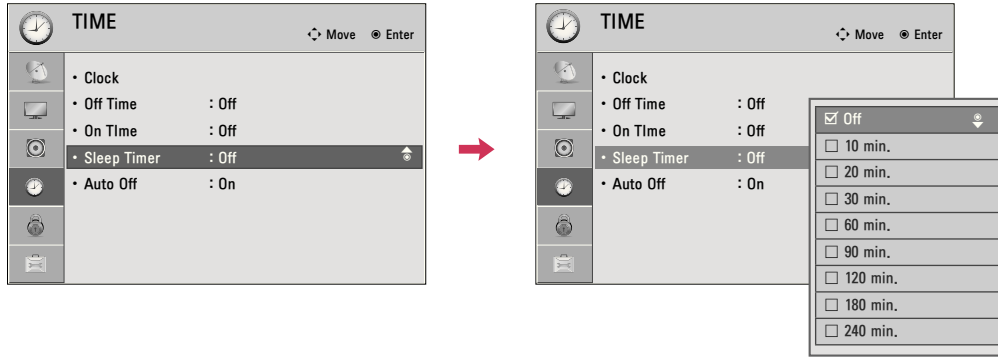 TIME
Move Enter
• Clock
• Off Time : Off
• On TIme : Off
• Sleep Timer : Off
• Auto Off : On
TIME
Move Enter
• Clock
• Off Time : Off
• On TIme : Off
• Sleep Timer : Off
• Auto Off : On
☑ Off
☐ 10 min.
☐ 20 min.
☐ 30 min.
☐ 60 min.
☐ 90 min.
☐ 120 min.
☐ 180 min.
☐ 240 min.